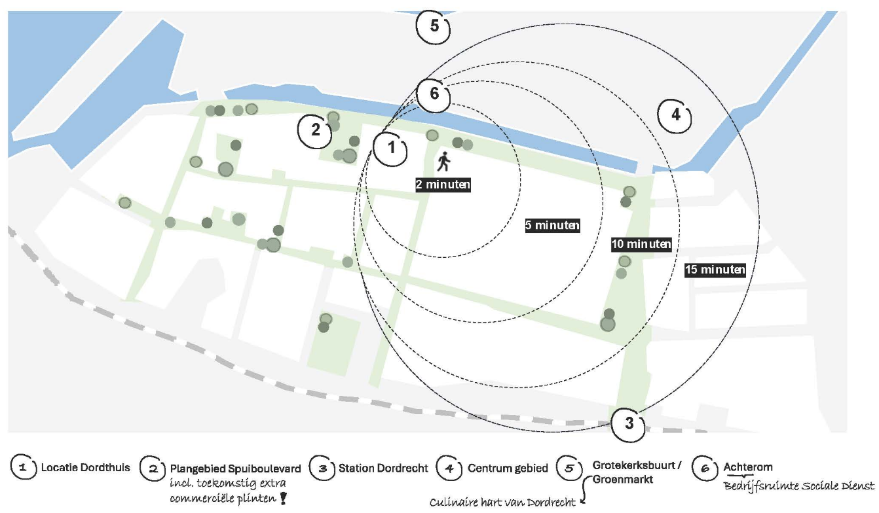 5
6
4
2
1
2 minuten
5 minuten
10 minuten
15 minuten
3
1 Locatie Dordthuis
2 Plangebied Spuiboulevard
incl. toekomstig extra
commerciële plinten !
3 Station Dordrecht
4 Centrum gebied
5 Grotekerksbuurt /
Groenmarkt
Culinaire hart van Dordrecht
6 Achterom
Bedrijfsruimte Sociale Dienst